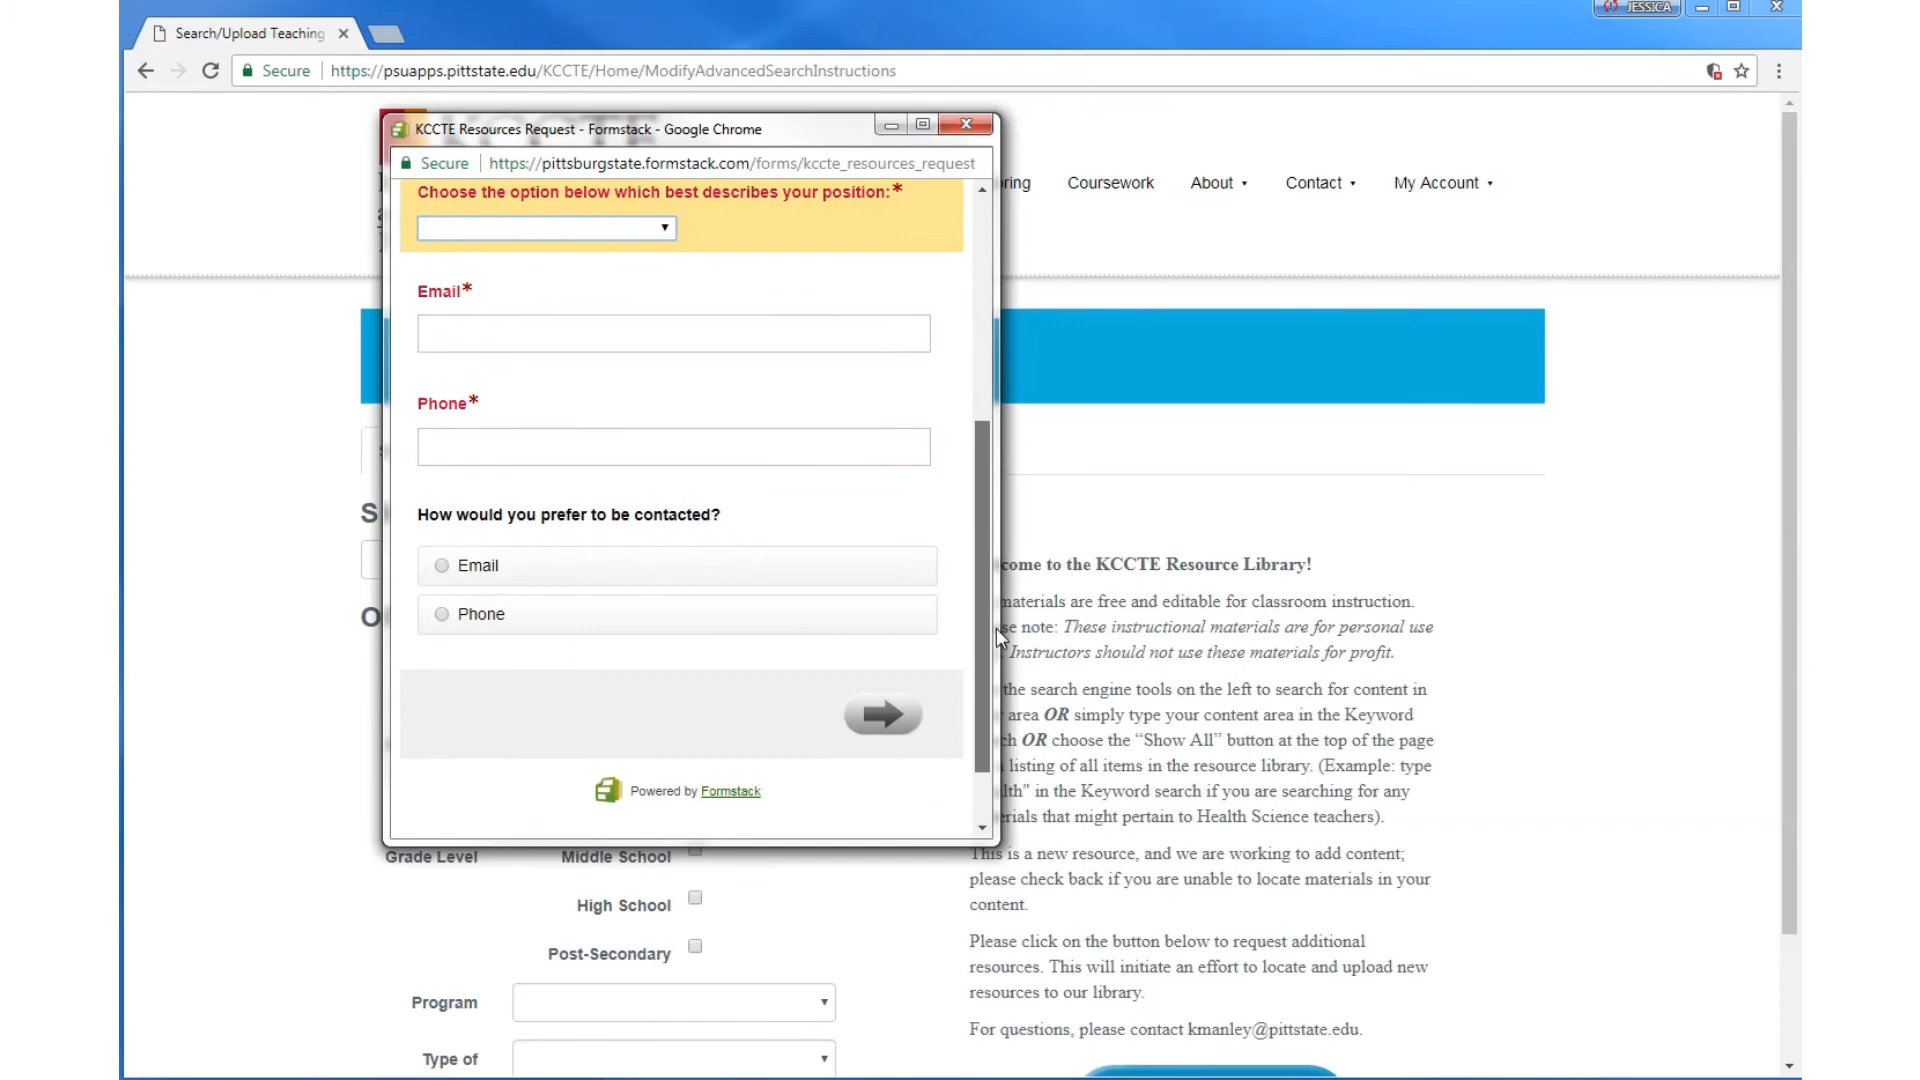 JESSICA
Search/Upload Teaching
Secure https://psuapps.pittstate.edu/KCCTE/Home/ModifyAdvancedSearchInstructions
KCCTE Resources Request - Formstack - Google Chrome
Secure https://pittsburgstate.formstack.com/forms/kccte_resources_request
ring Coursework About Contact My Account
Choose the option below which best describes your position:*
Email*
Phone*
How would you prefer to be contacted?
Email
Phone
Powered by Formstack
S
O
come to the KCCTE Resource Library!
materials are free and editable for classroom instruction.
se note: These instructional materials are for personal use
Instructors should not use these materials for profit.
the search engine tools on the left to search for content in
area OR simply type your content area in the Keyword
ch OR choose the “Show All” button at the top of the page
listing of all items in the resource library. (Example: type
lth" in the Keyword search if you are searching for any
erials that might pertain to Health Science teachers).
This is a new resource, and we are working to add content;
please check back if you are unable to locate materials in your
content.
Please click on the button below to request additional
resources. This will initiate an effort to locate and upload new
resources to our library.
For questions, please contact kmanley@pittstate.edu.
Grade Level Middle School
High School
Post-Secondary
Program
Type of